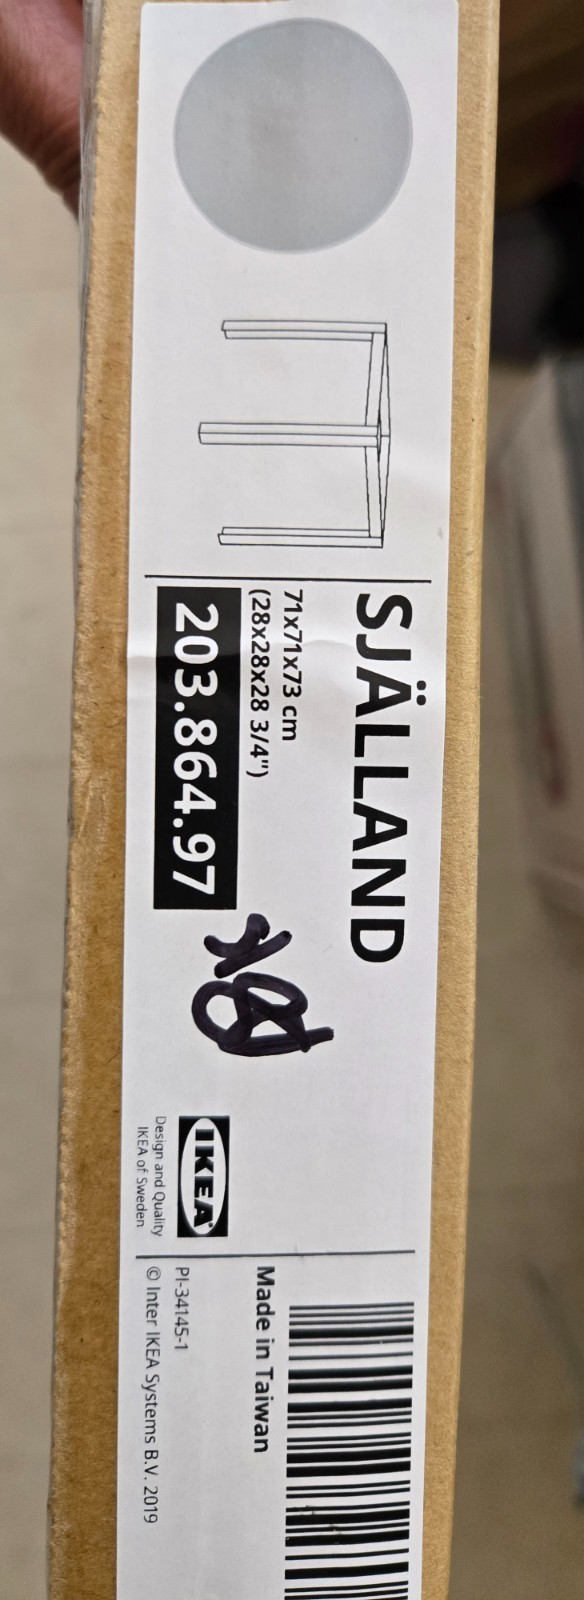 SJÄLLAND
71x71x73 cm
(28x28x28 3/4")
203.864.97
IKEA
Design and Quality
IKEA of Sweden
Made in Taiwan
PI-34145-1
© Inter IKEA Systems B.V. 2019